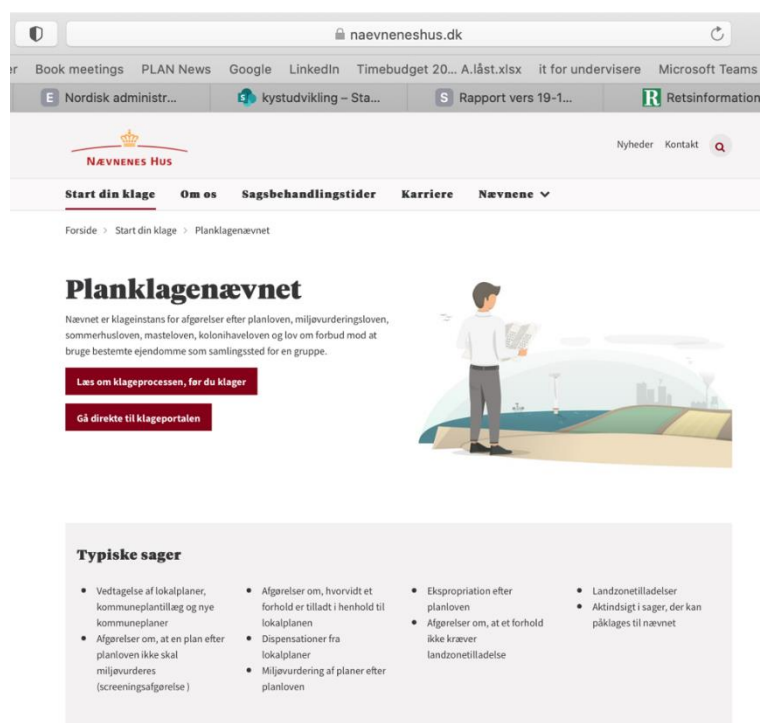 naevneneshus.dk
er Book meetings PLAN News Google LinkedIn Timebudget 20... A.låst.xlsx it for undervisere Microsoft Teams
E Nordisk administr... S kystudvikling – Sta... S Rapport vers 19-1... R Retsinformation
NÆVNENES HUS
Nyheder Kontakt
Start din klage Om os Sagsbehandlingstider Karriere Nævnene
Forside > Start din klage > Planklagenævnet
Planklagenævnet
Nævnet er klageinstans for afgørelser efter planloven, miljøvurderingsloven,
sommerhusloven, masteloven, kolonihaveloven og lov om forbud mod at
bruge bestemte ejendomme som samlingssted for en gruppe.
Læs om klageprocessen, før du klager
Gå direkte til klageportalen
Typiske sager
• Vedtagelse af lokalplaner,
kommuneplantillæg og nye
kommuneplaner
• Afgørelser om, at en plan efter
planloven ikke skal
miljøvurderes
(screeningsafgørelse )
• Afgørelser om, hvorvidt et
forhold er tilladt i henhold til
lokalplanen
• Dispensationer fra
lokalplaner
• Miljøvurdering af planer efter
planloven
• Ekspropriation efter
planloven
• Afgørelser om, at et forhold
ikke kræver
landzonetilladelse
• Landzonetilladelser
• Aktindsigt i sager, der kan
påklages til nævnet